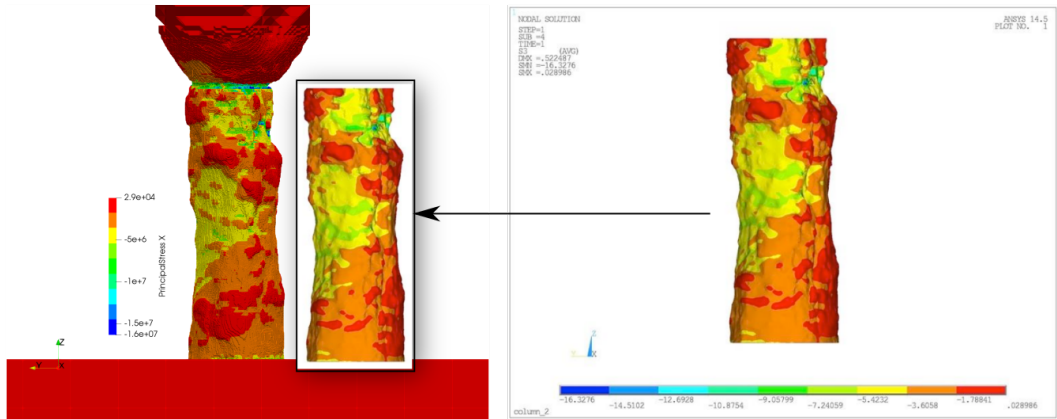 2.9e+04
-5e+6
-1e+7
-1.5e+7
-1.6e+07
PrincipalStress X
Z
Y
X
1
NODAL SOLUTION
STEP=1
SUB =4
TIME=1
S3 (AVG)
DMX =.522487
SMN =-16.3276
SMX =.028986
ANSYS 14.5
PLOT NO. 1
Z
Y X
-16.3276 -12.6928 -9.05799 -5.4232 -1.78841
-14.5102 -10.8754 -7.24059 -3.6058 .028986
column_2